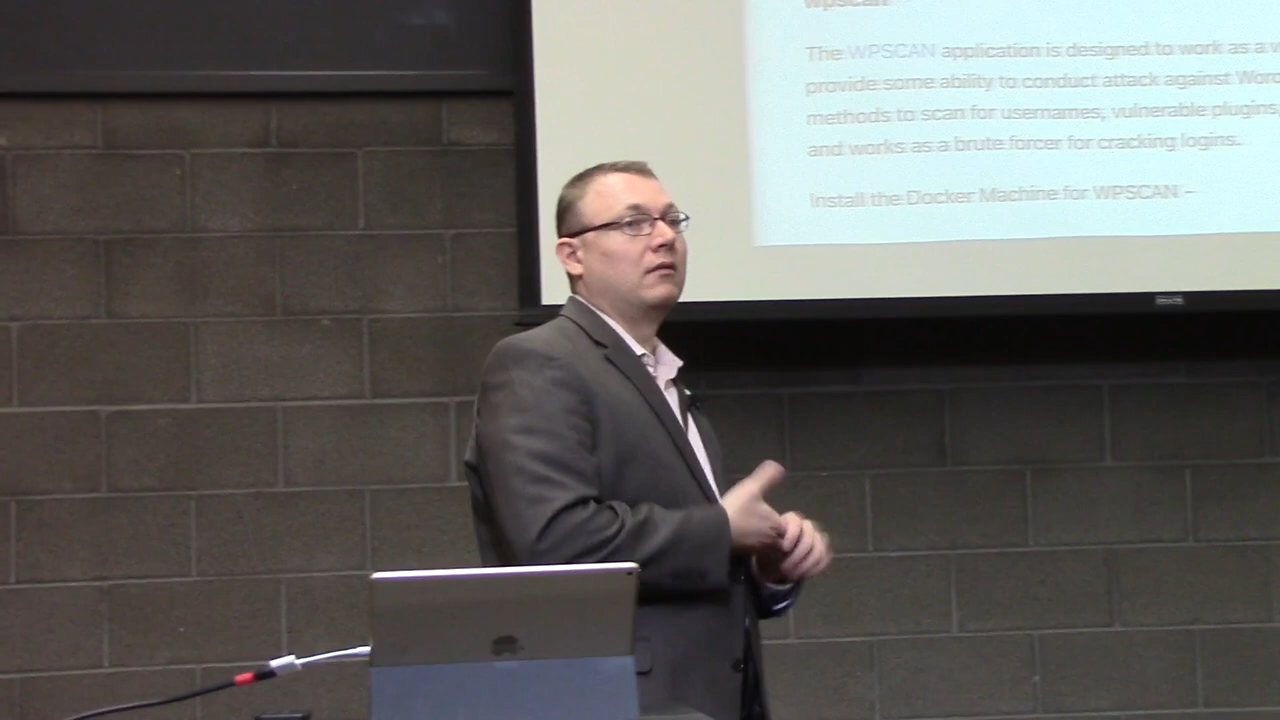 wpscan
The WPSCAN application is designed to work as a
provide some ability to conduct attack against
methods to scan for usernames, vulnerable plugins,
and works as a brute forcer for cracking logins.
Install the Docker Machine for WPSCAN –